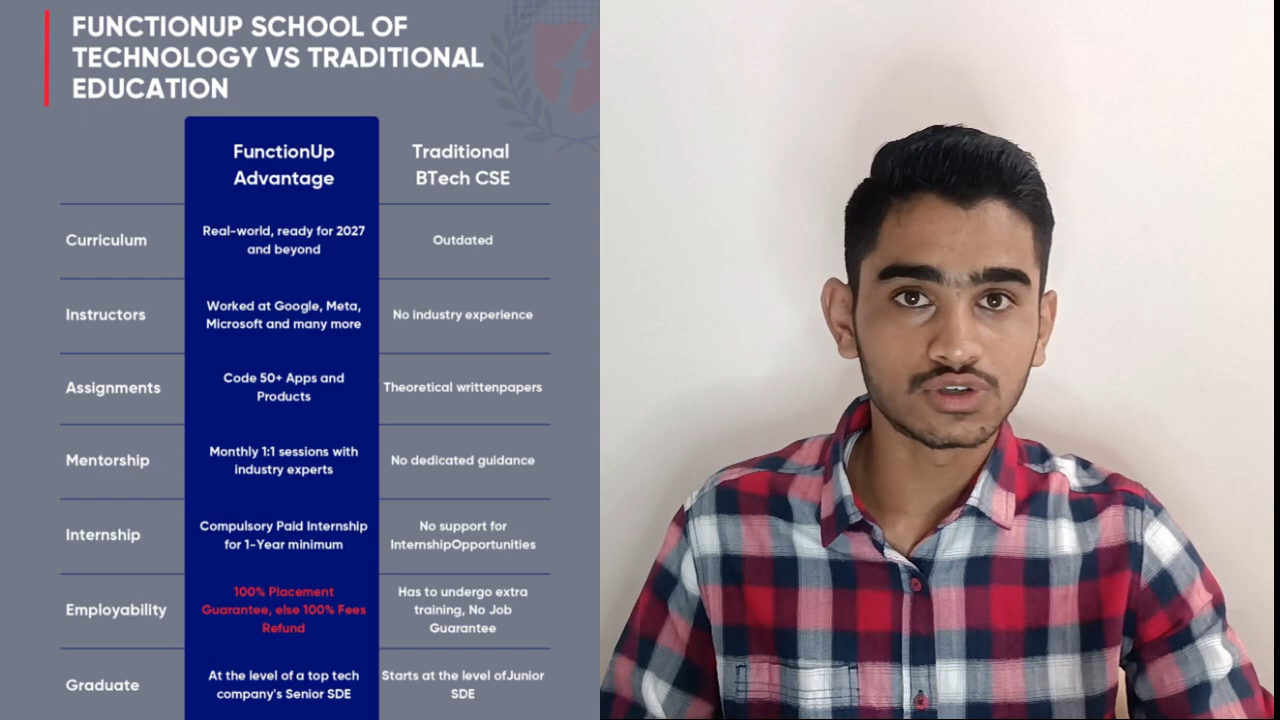 FUNCTIONUP SCHOOL OF
TECHNOLOGY VS TRADITIONAL
EDUCATION
FunctionUp
Advantage
Traditional
BTech CSE
Curriculum
Real-world, ready for 2027
and beyond
Outdated
Instructors
Worked at Google, Meta,
Microsoft and many more
No industry experience
Assignments
Code 50+ Apps and
Products
Theoretical writtenpapers
Mentorship
Monthly 1:1 sessions with
industry experts
No dedicated guidance
Internship
Compulsory Paid Internship
for 1-Year minimum
No support for
InternshipOpportunities
Employability
100% Placement
Guarantee, else 100% Fees
Refund
Has to undergo extra
training, No Job
Guarantee
Graduate
At the level of a top tech
company's Senior SDE
Starts at the level ofJunior
SDE